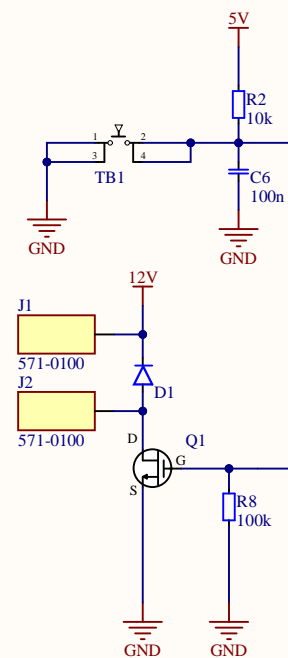 5V
R2
10k
1
2
3
4
TB1
C6
100n
GND
GND
12V
J1
571-0100
D1
J2
571-0100
D
Q1
G
S
R8
100k
GND
GND